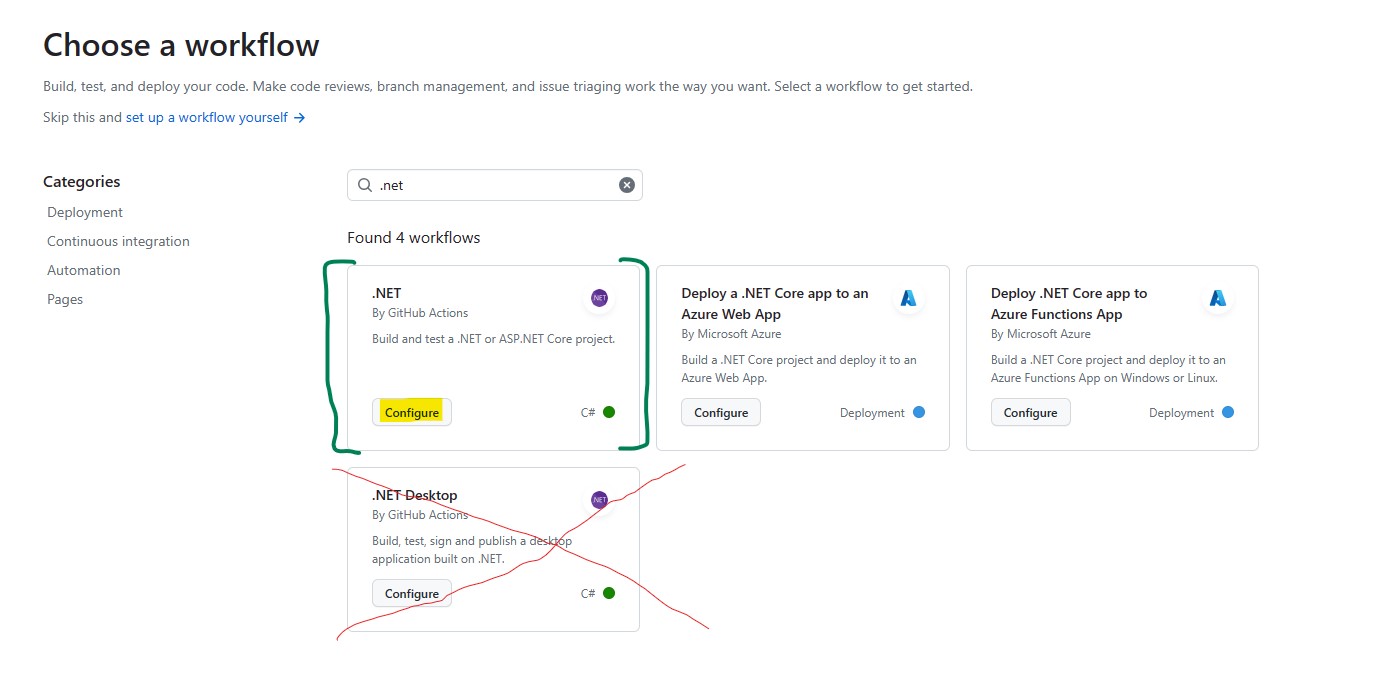 Choose a workflow
Build, test, and deploy your code. Make code reviews, branch management, and issue triaging work the way you want. Select a workflow to get started.
Skip this and set up a workflow yourself →
Categories
Deployment
Continuous integration
Automation
Pages
.net
Found 4 workflows
.NET
.NET
By GitHub Actions
Build and test a .NET or ASP.NET Core project.
Configure
C#
Deploy a .NET Core app to an
Azure Web App
By Microsoft Azure
Build a .NET Core project and deploy it to an
Azure Web App.
Configure
Deployment
Deploy .NET Core app to
Azure Functions App
By Microsoft Azure
Build a .NET Core project and deploy it to an
Azure Functions App on Windows or Linux.
Configure
Deployment
.NET Desktop
.NET
By GitHub Actions
Build, test, sign and publish a desktop
application built on .NET.
Configure
C#